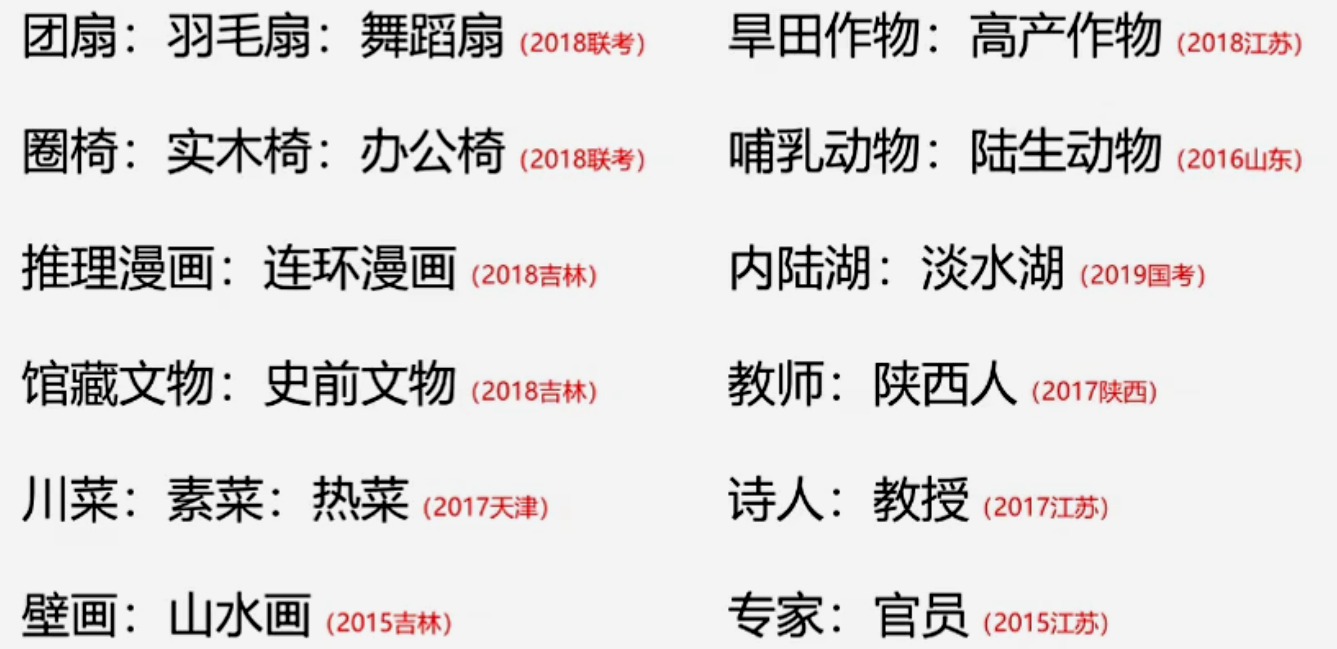 团扇：羽毛扇：舞蹈扇（2018联考）
圈椅：实木椅：办公椅（2018联考）
推理漫画：连环漫画（2018吉林）
馆藏文物：史前文物（2018吉林）
川菜：素菜：热菜（2017天津）
壁画：山水画（2015吉林）
旱田作物：高产作物（2018江苏）
哺乳动物：陆生动物（2016山东）
内陆湖：淡水湖（2019国考）
教师：陕西人（2017陕西）
诗人：教授（2017江苏）
专家：官员（2015江苏）